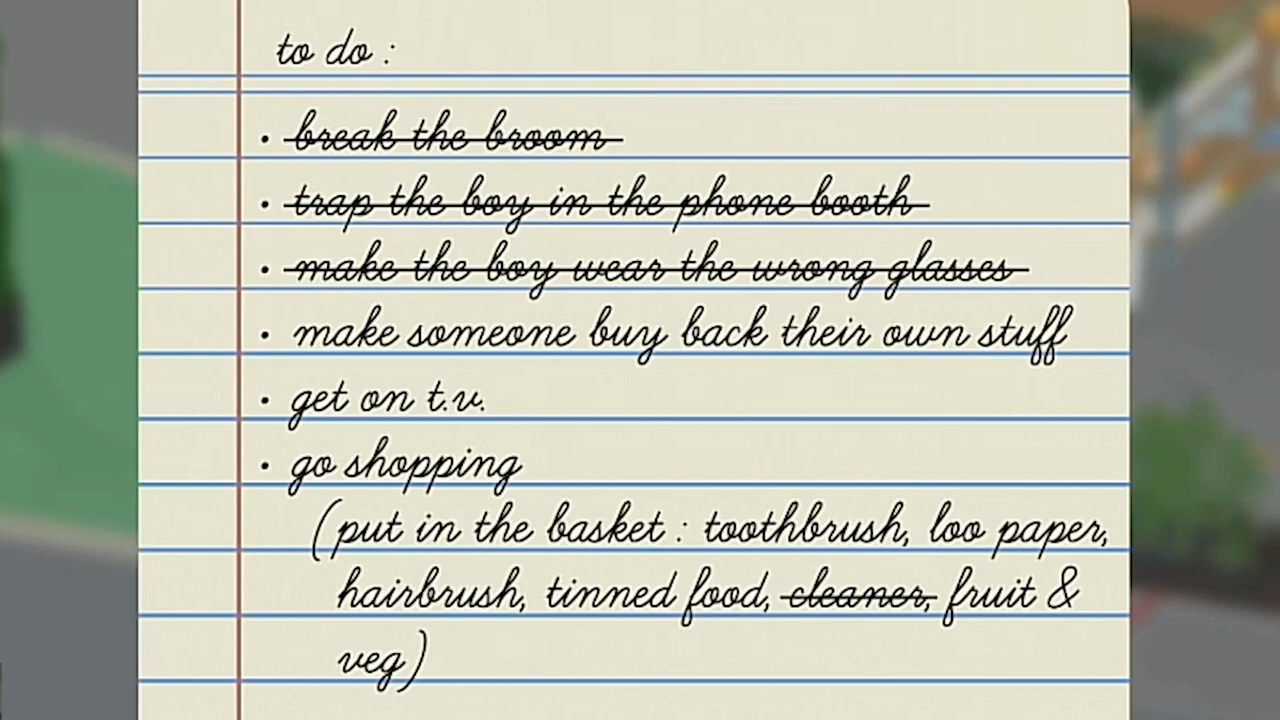 to do :
• break the broom
• trap the boy in the phone booth
• make the boy wear the wrong glasses
• make someone buy back their own stuff
• get on t.v.
• go shopping
(put in the basket : toothbrush, loo paper,
hairbrush, tinned food, cleaner, fruit &
veg)